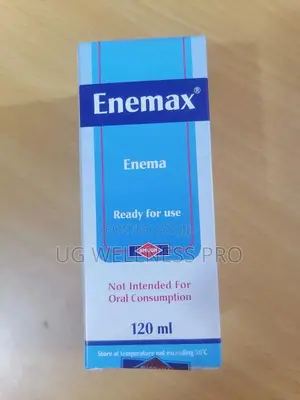 Enemax®
Enema
Ready for use
UG WELLNESS PRO
Not Intended For
Oral Consumption
120 ml
Store at temperature not exceeding 30°C